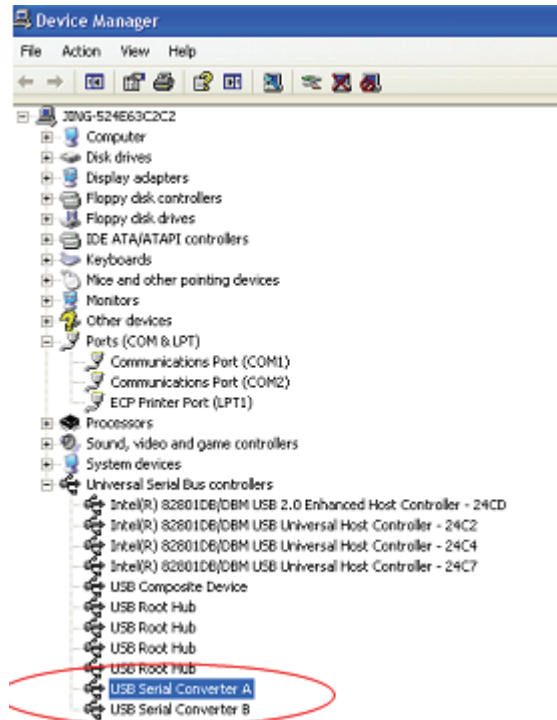 Device Manager
File Action View Help
JING-524E63C2C2
Computer
Disk drives
Display adapters
Floppy disk controllers
Floppy disk drives
IDE ATA/ATAPI controllers
Keyboards
Mice and other pointing devices
Monitors
Other devices
Ports (COM & LPT)
Communications Port (COM1)
Communications Port (COM2)
ECP Printer Port (LPT1)
Processors
Sound, video and game controllers
System devices
Universal Serial Bus controllers
Intel(R) 82801DB/DBM USB 2.0 Enhanced Host Controller - 24CD
Intel(R) 82801DB/DBM USB Universal Host Controller - 24C2
Intel(R) 82801DB/DBM USB Universal Host Controller - 24C4
Intel(R) 82801DB/DBM USB Universal Host Controller - 24C7
USB Composite Device
USB Root Hub
USB Root Hub
USB Root Hub
USB Root Hub
USB Serial Converter A
USB Serial Converter B